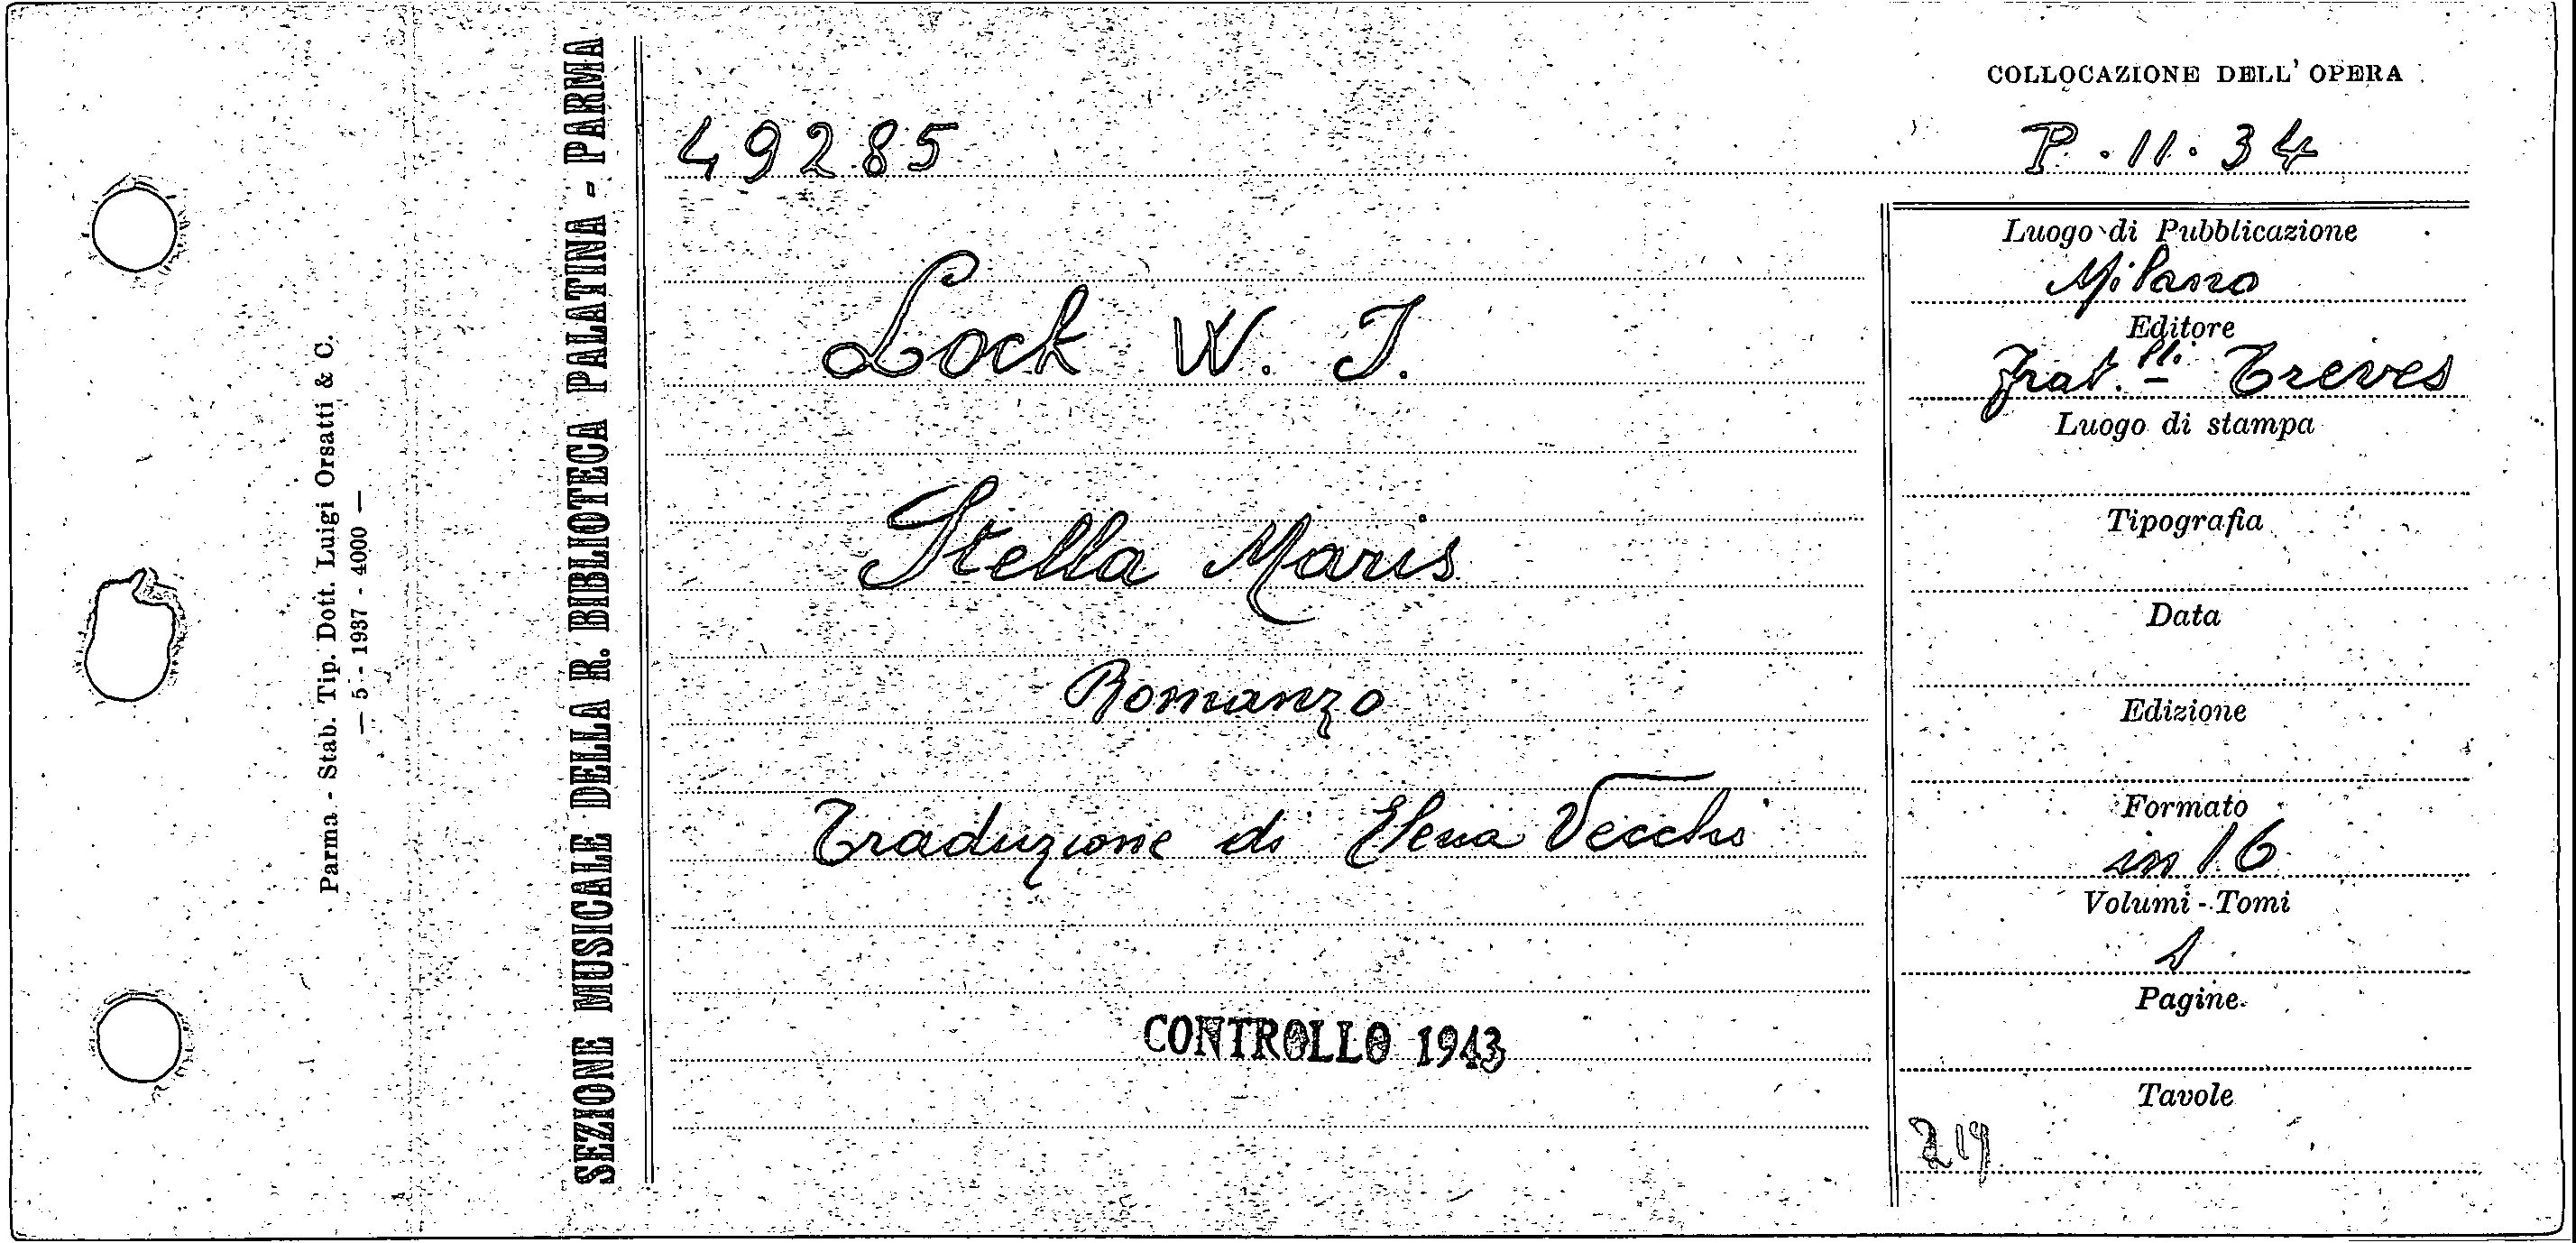 Parma - Stab. Tip. Dott. Luigi Orsatti & C.
— 5 - 1937 - 4000 —
SEZIONE MUSICALE DELLA R. BIBLIOTECA PALATINA - PARMA
49285
Lock W. J.
Stella Maris
Romanzo
Traduzione di Elena Vecchi
CONTROLLO 1943
COLLOCAZIONE DELL' OPERA
P. 11. 34
Luogo di Pubblicazione
Milano
Editore
Frat.lli Treves
Luogo di stampa
Tipografia
Data
Edizione
Formato
in 16
Volumi - Tomi
1
Pagine
Tavole
219